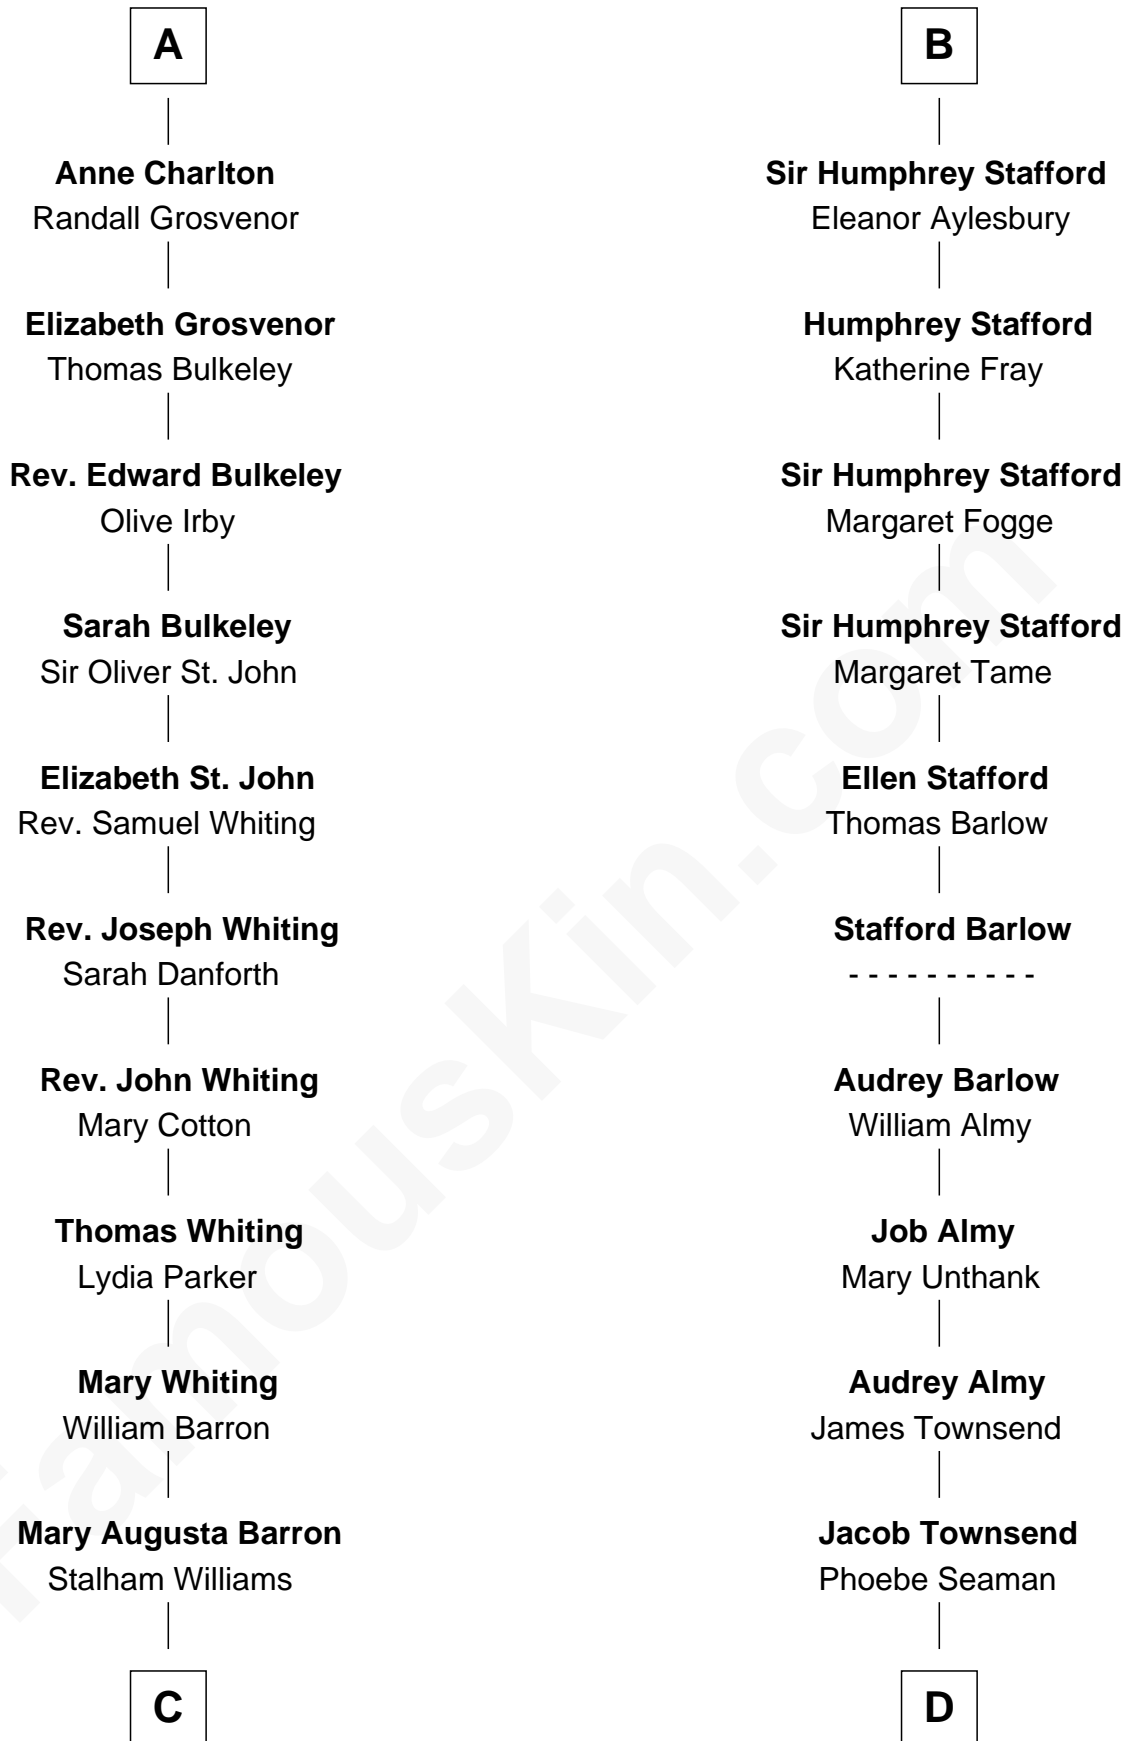 A
Anne Charlton
Randall Grosvenor
Elizabeth Grosvenor
Thomas Bulkeley
Rev. Edward Bulkeley
Olive Irby
Sarah Bulkeley
Sir Oliver St. John
Elizabeth St. John
Rev. Samuel Whiting
Rev. Joseph Whiting
Sarah Danforth
Rev. John Whiting
Mary Cotton
Thomas Whiting
Lydia Parker
Mary Whiting
William Barron
Mary Augusta Barron
Stalham Williams
C
B
Sir Humphrey Stafford
Eleanor Aylesbury
Humphrey Stafford
Katherine Fray
Sir Humphrey Stafford
Margaret Fogge
Sir Humphrey Stafford
Margaret Tame
Ellen Stafford
Thomas Barlow
Stafford Barlow
- - - - - - - - - -
Audrey Barlow
William Almy
Job Almy
Mary Unthank
Audrey Almy
James Townsend
Jacob Townsend
Phoebe Seaman
D
FamousKin.com